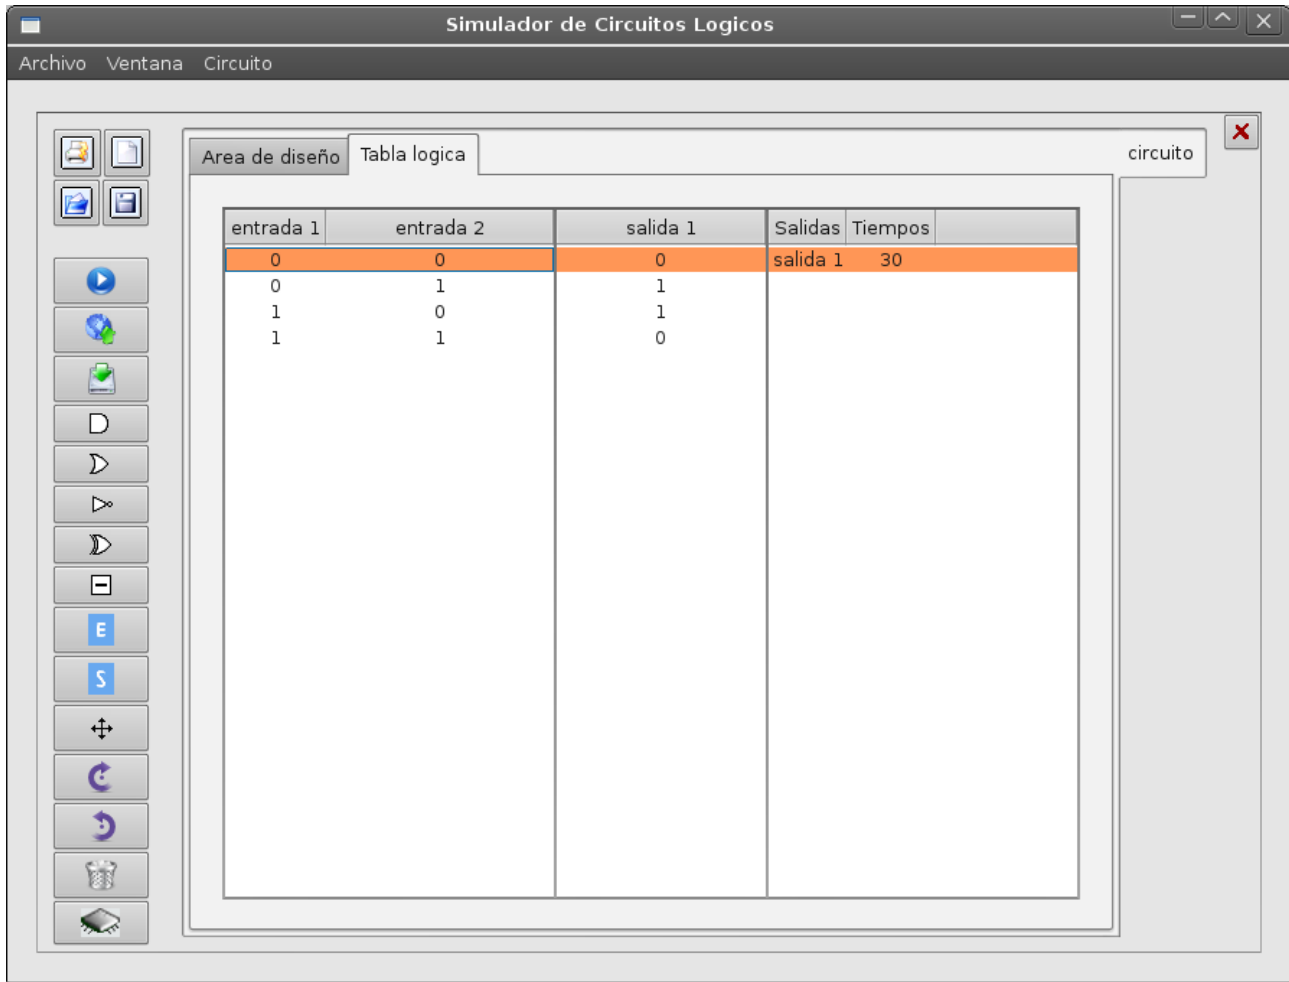 Simulador de Circuitos Logicos
Archivo Ventana Circuito
Area de diseño Tabla logica circuito
entrada 1 entrada 2 salida 1 Salidas Tiempos
0 0 0 salida 1 30
0 1 1
1 0 1
1 1 0
E
S